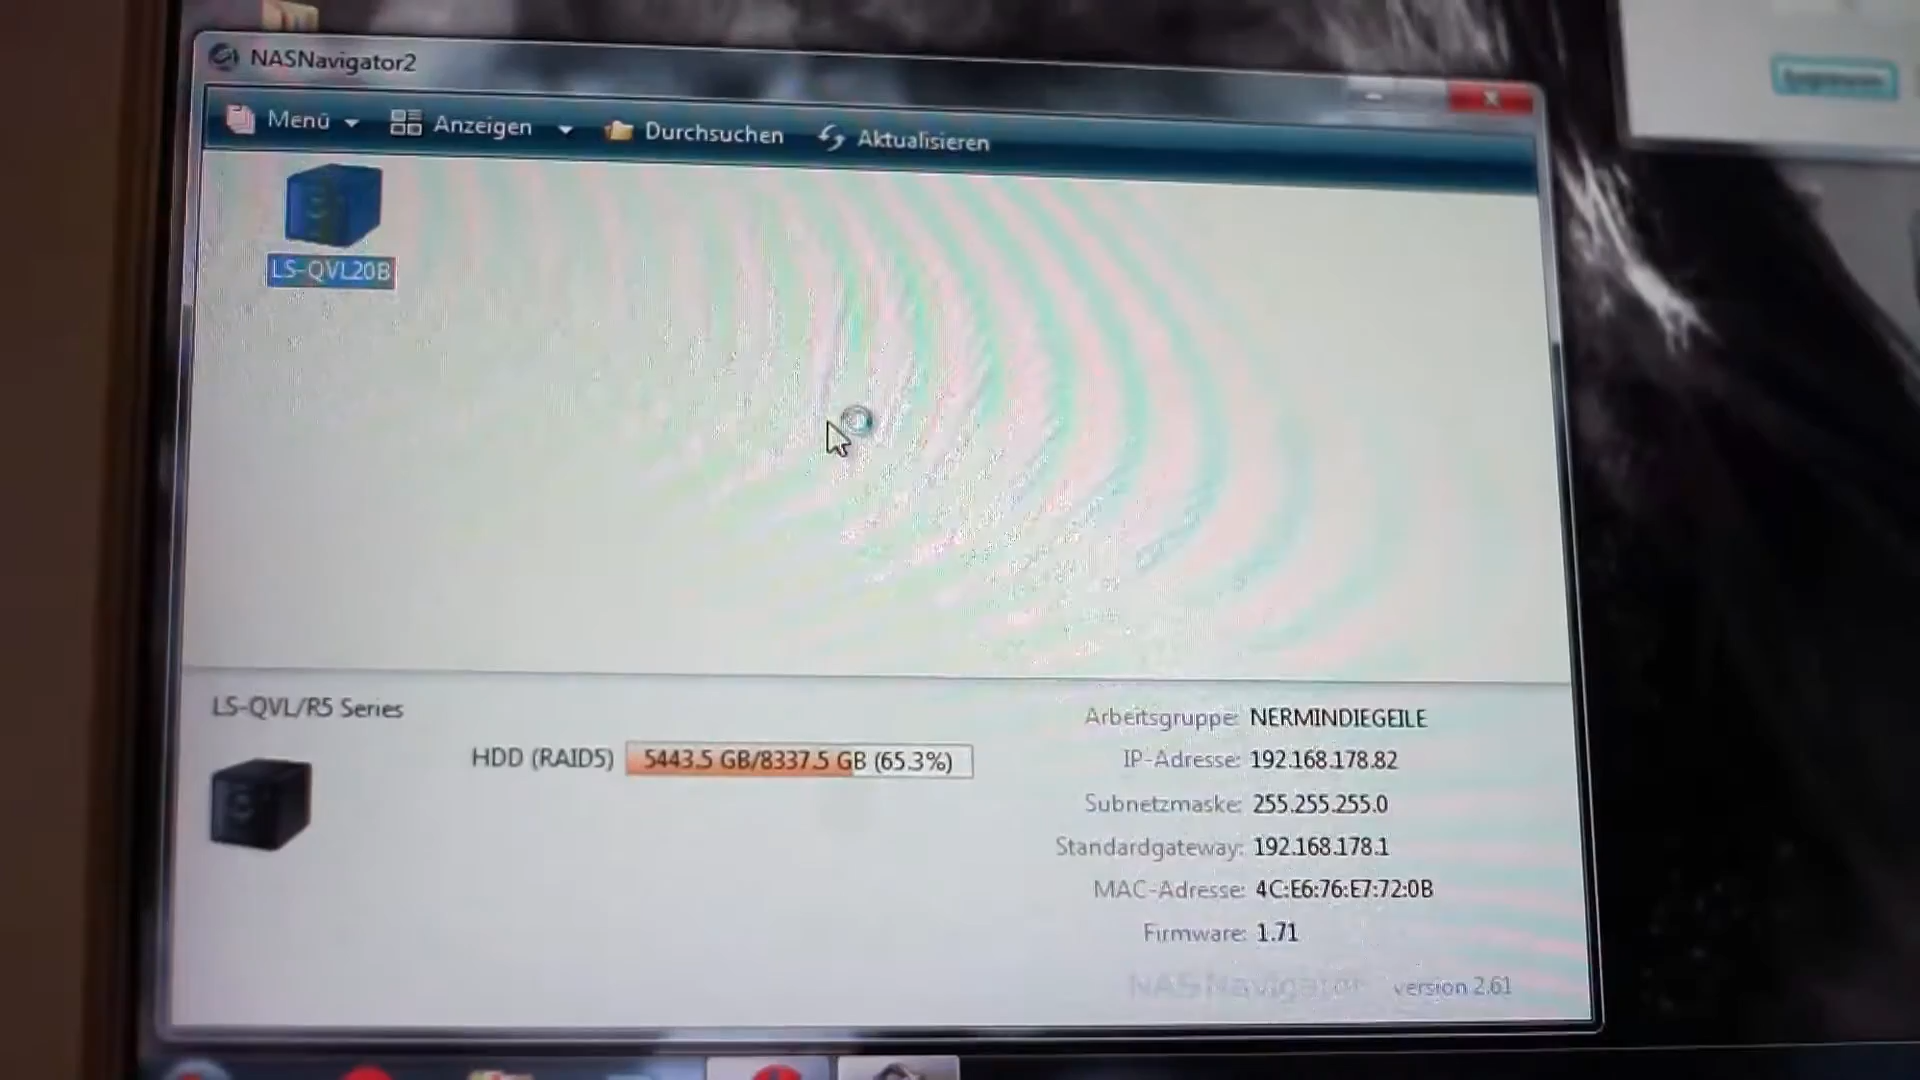 NASNavigator2
Menü Anzeigen Durchsuchen Aktualisieren
LS-QVL20B
LS-QVL/R5 Series
HDD (RAID5) 5443.5 GB/8337.5 GB (65.3%)
Arbeitsgruppe: NERMINDIEGEILE
IP-Adresse: 192.168.178.82
Subnetzmaske: 255.255.255.0
Standardgateway: 192.168.178.1
MAC-Adresse: 4C:E6:76:E7:72:0B
Firmware: 1.71
NAS Navigator version 2.61